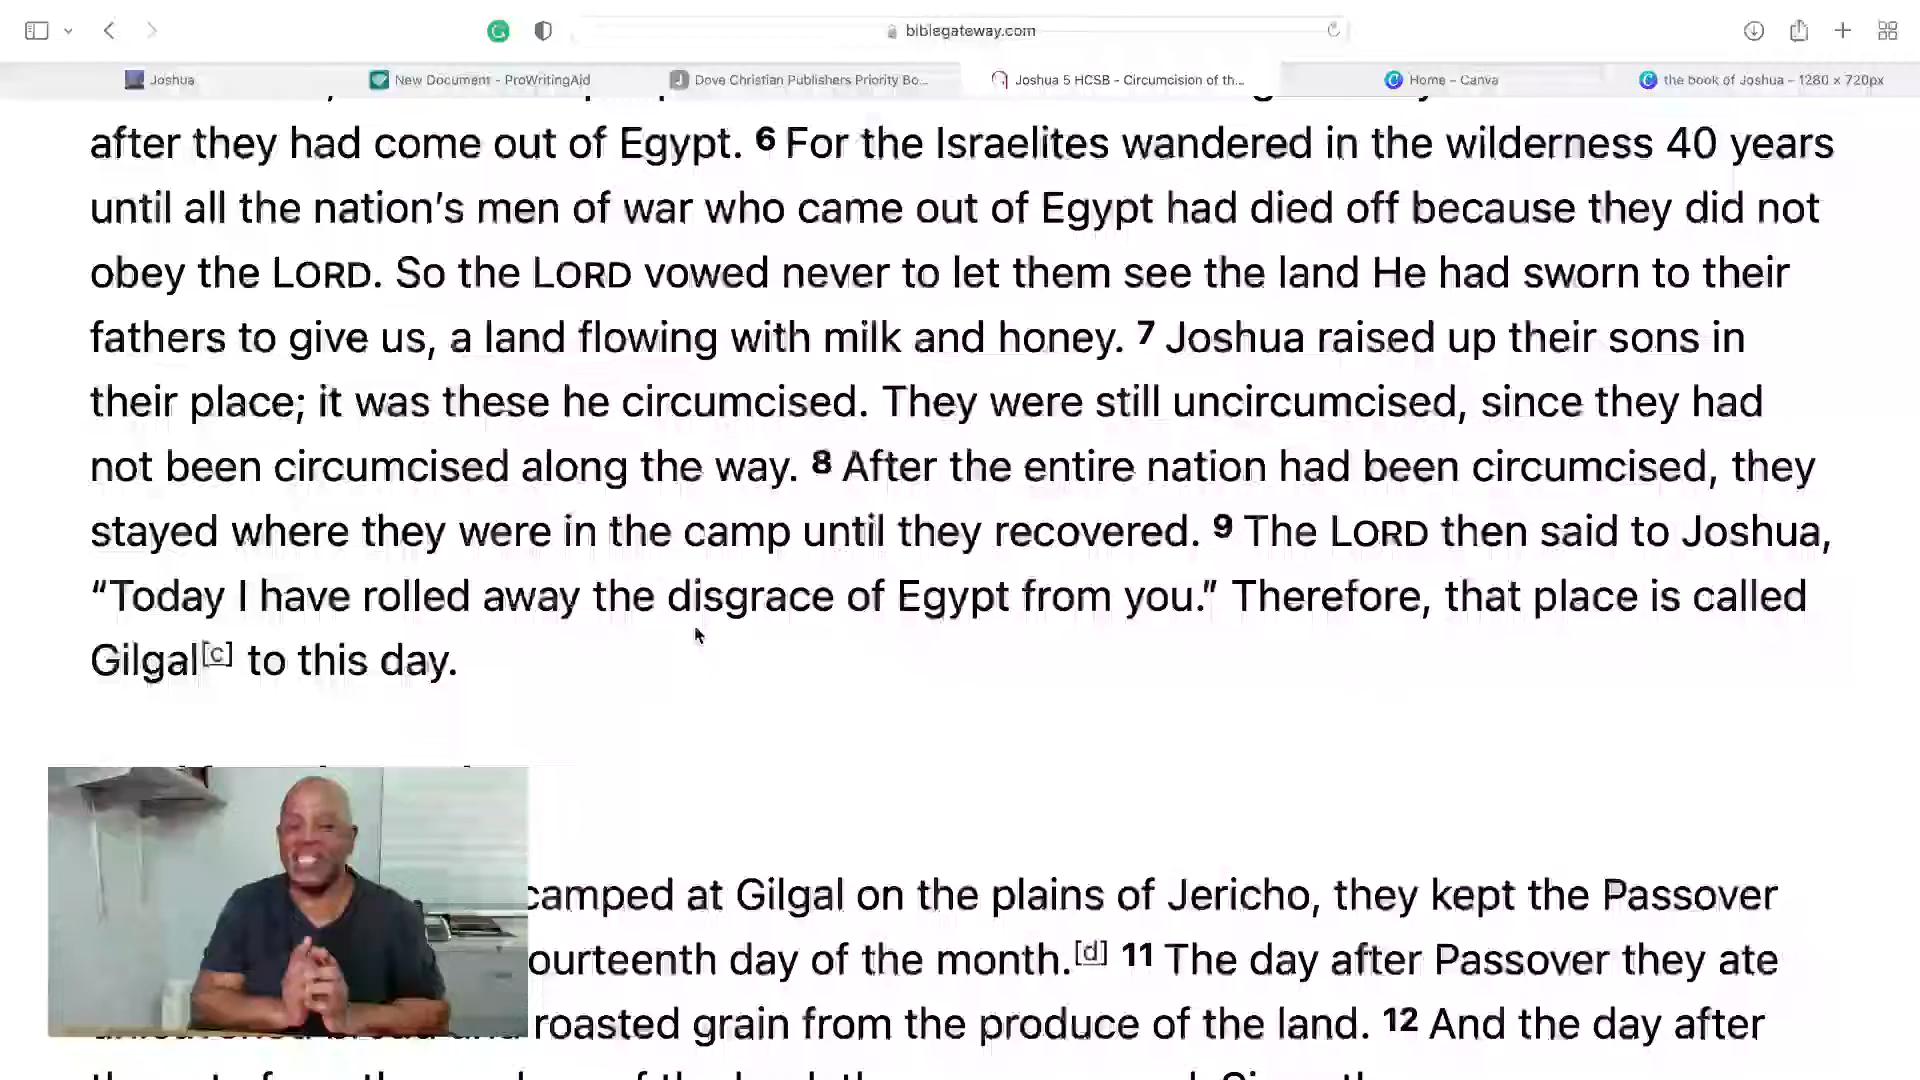 biblegateway.com
Joshua
New Document - ProWritingAid
Dove Christian Publishers Priority Bo...
Joshua 5 HCSB - Circumcision of th...
Home – Canva
the book of Joshua – 1280 × 720px
after they had come out of Egypt. 6 For the Israelites wandered in the wilderness 40 years
until all the nation’s men of war who came out of Egypt had died off because they did not
obey the LORD. So the LORD vowed never to let them see the land He had sworn to their
fathers to give us, a land flowing with milk and honey. 7 Joshua raised up their sons in
their place; it was these he circumcised. They were still uncircumcised, since they had
not been circumcised along the way. 8 After the entire nation had been circumcised, they
stayed where they were in the camp until they recovered. 9 The LORD then said to Joshua,
“Today I have rolled away the disgrace of Egypt from you.” Therefore, that place is called
Gilgal[c] to this day.
camped at Gilgal on the plains of Jericho, they kept the Passover
ourteenth day of the month.[d] 11 The day after Passover they ate
roasted grain from the produce of the land. 12 And the day after